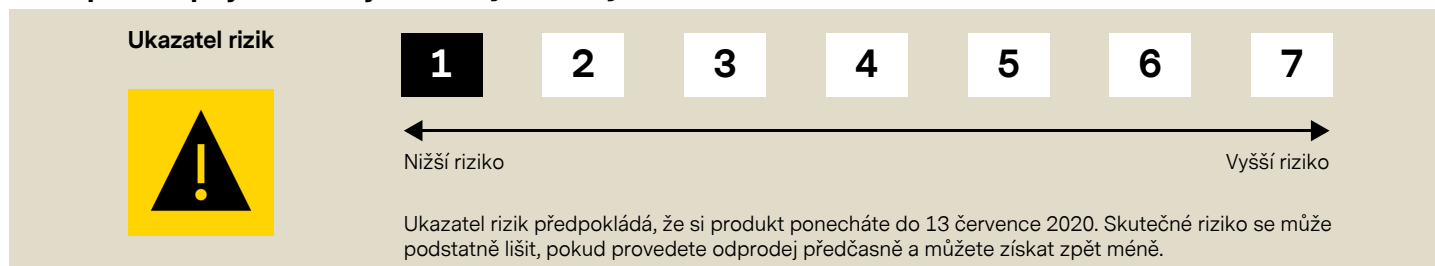 Ukazatel rizik
1 2 3 4 5 6 7
Nižší riziko Vyšší riziko
Ukazatel rizik předpokládá, že si produkt ponecháte do 13 července 2020. Skutečné riziko se může
podstatně lišit, pokud provedete odprodej předčasně a můžete získat zpět méně.